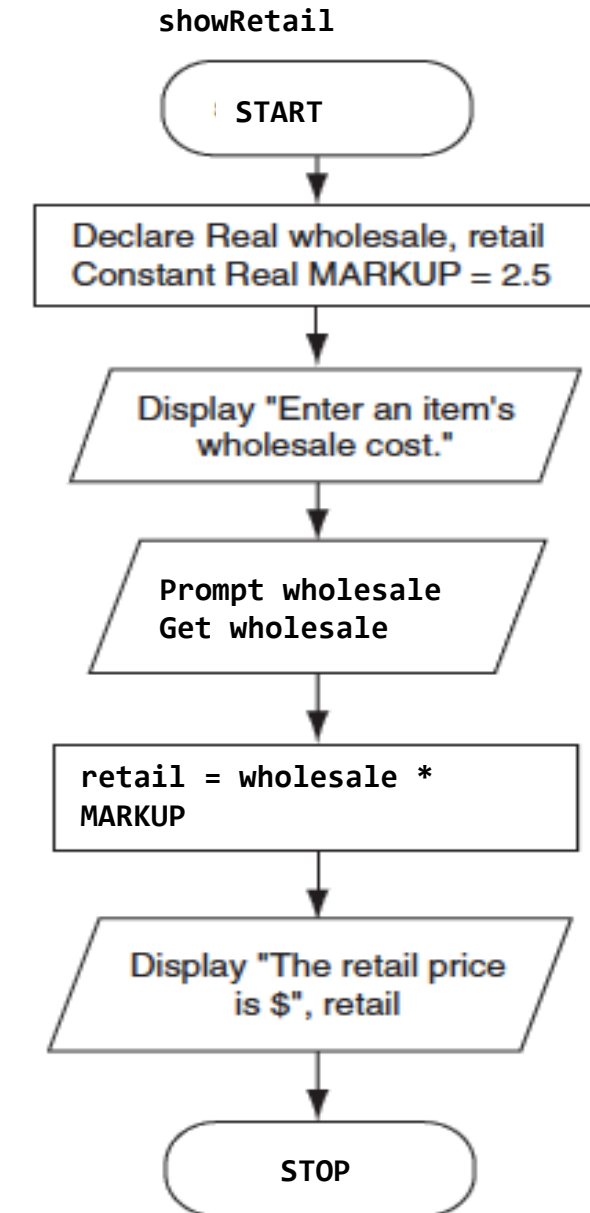 showRetail
START
Declare Real wholesale, retail
Constant Real MARKUP = 2.5
Display "Enter an item's
wholesale cost."
Prompt wholesale
Get wholesale
retail = wholesale *
MARKUP
Display "The retail price
is $", retail
STOP